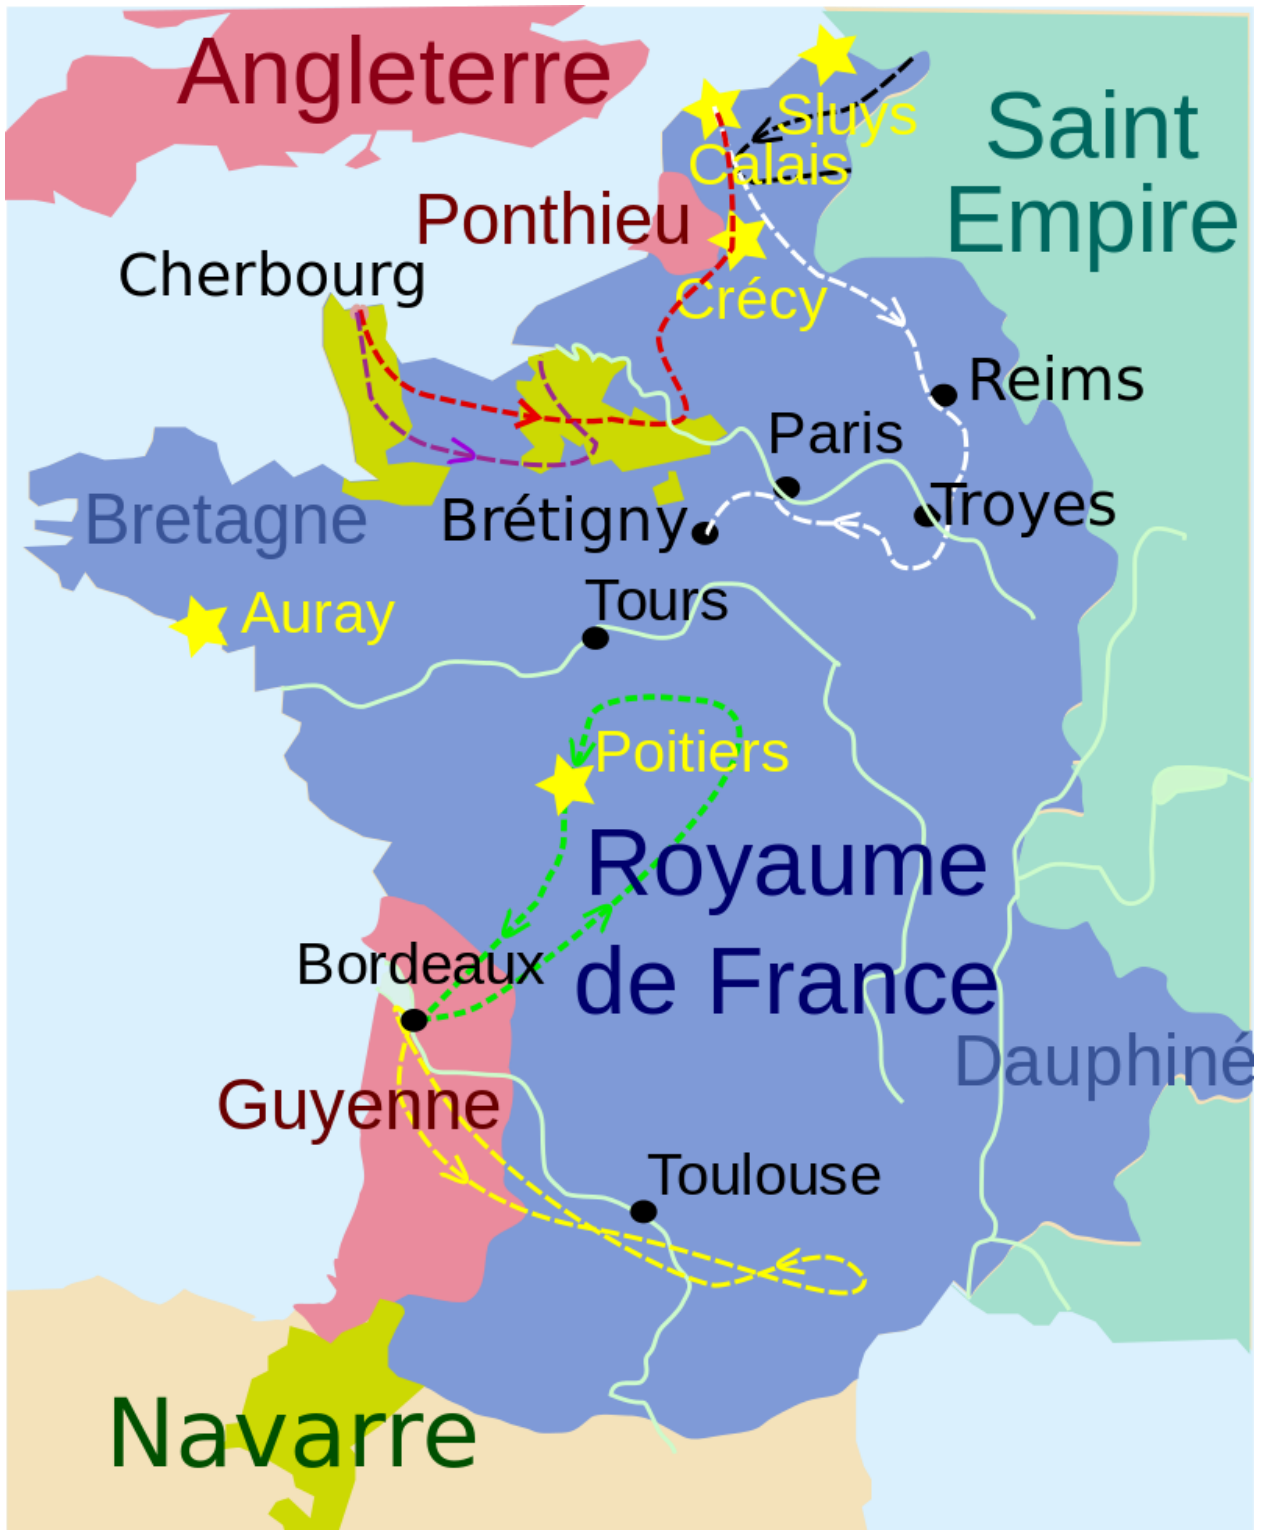 Angleterre
Saint
Empire
Sluys
Calais
Ponthieu
Cherbourg
Crécy
Reims
Paris
Troyes
Bretagne
Brétigny
Auray
Tours
Poitiers
Royaume
de France
Bordeaux
Dauphiné
Guyenne
Toulouse
Navarre